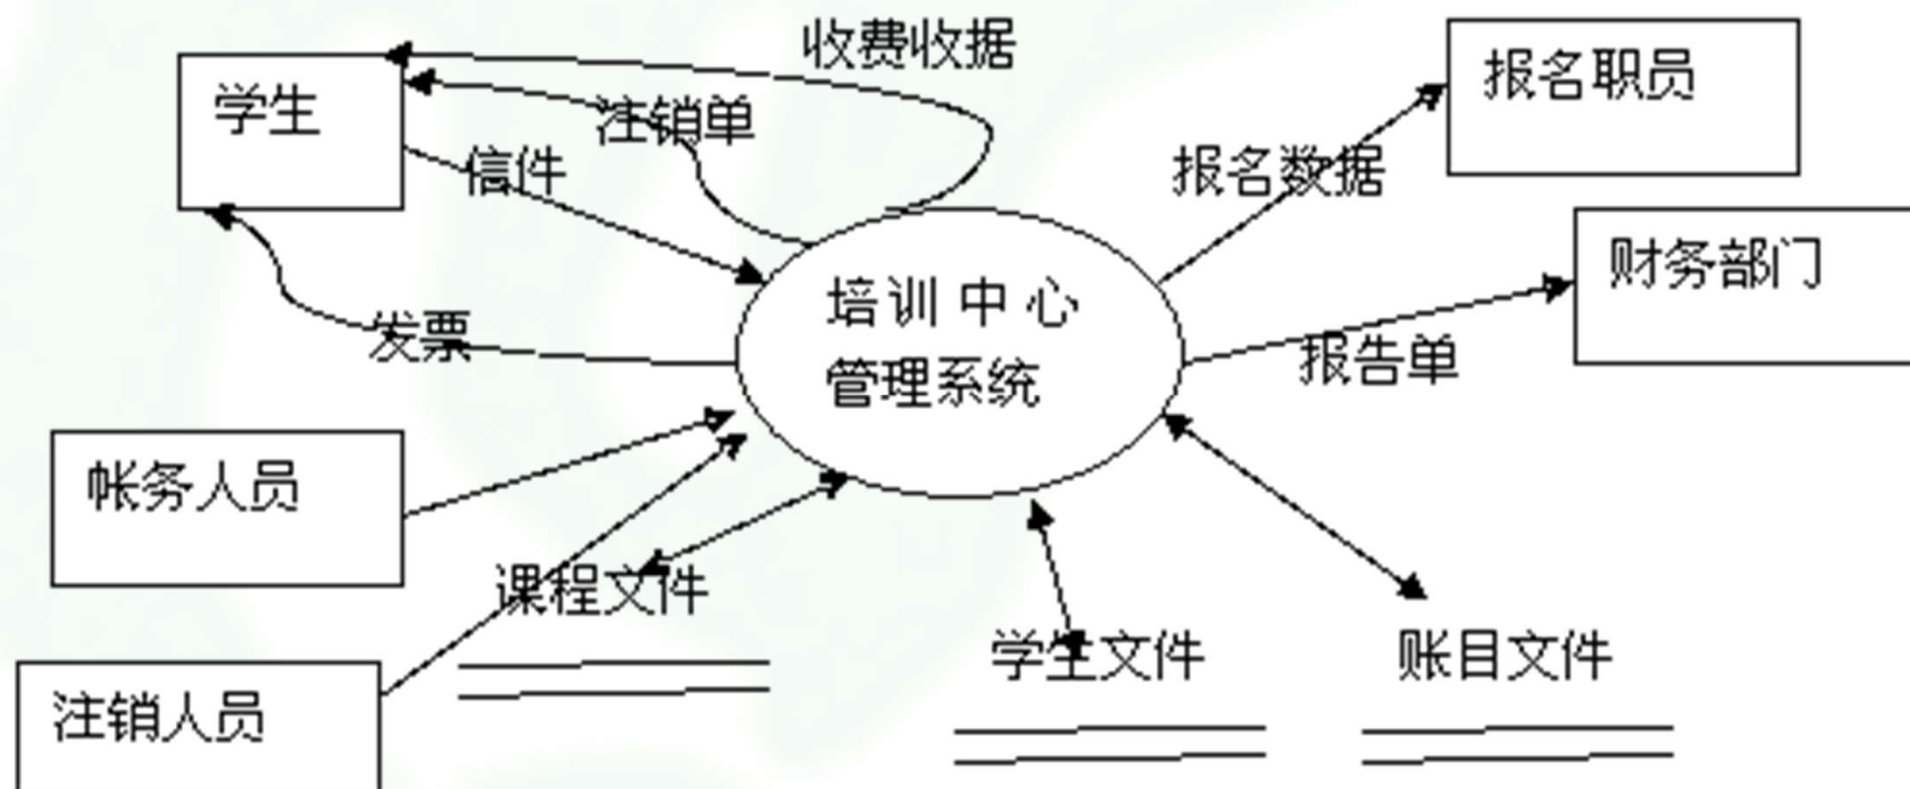 收费收据
报名职员
学生
注销单
信件
报名数据
财务部门
培训中心
管理系统
发票
报告单
帐务人员
课程文件
学生文件
账目文件
注销人员